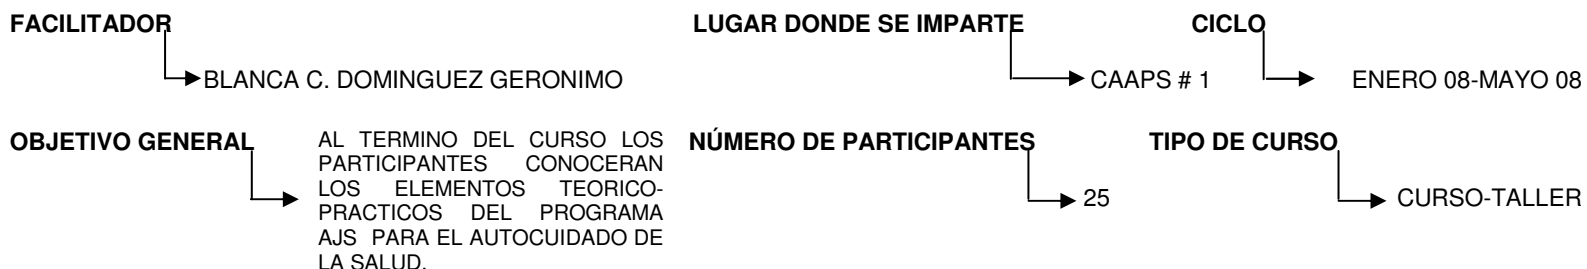 FACILITADOR
BLANCA C. DOMINGUEZ GERONIMO
LUGAR DONDE SE IMPARTE
CAAPS # 1
CICLO
ENERO 08-MAYO 08
OBJETIVO GENERAL
AL TERMINO DEL CURSO LOS
PARTICIPANTES CONOCERAN
LOS ELEMENTOS TEORICO-
PRACTICOS DEL PROGRAMA
AJS PARA EL AUTOCUIDADO DE
LA SALUD.
NÚMERO DE PARTICIPANTES
25
TIPO DE CURSO
CURSO-TALLER